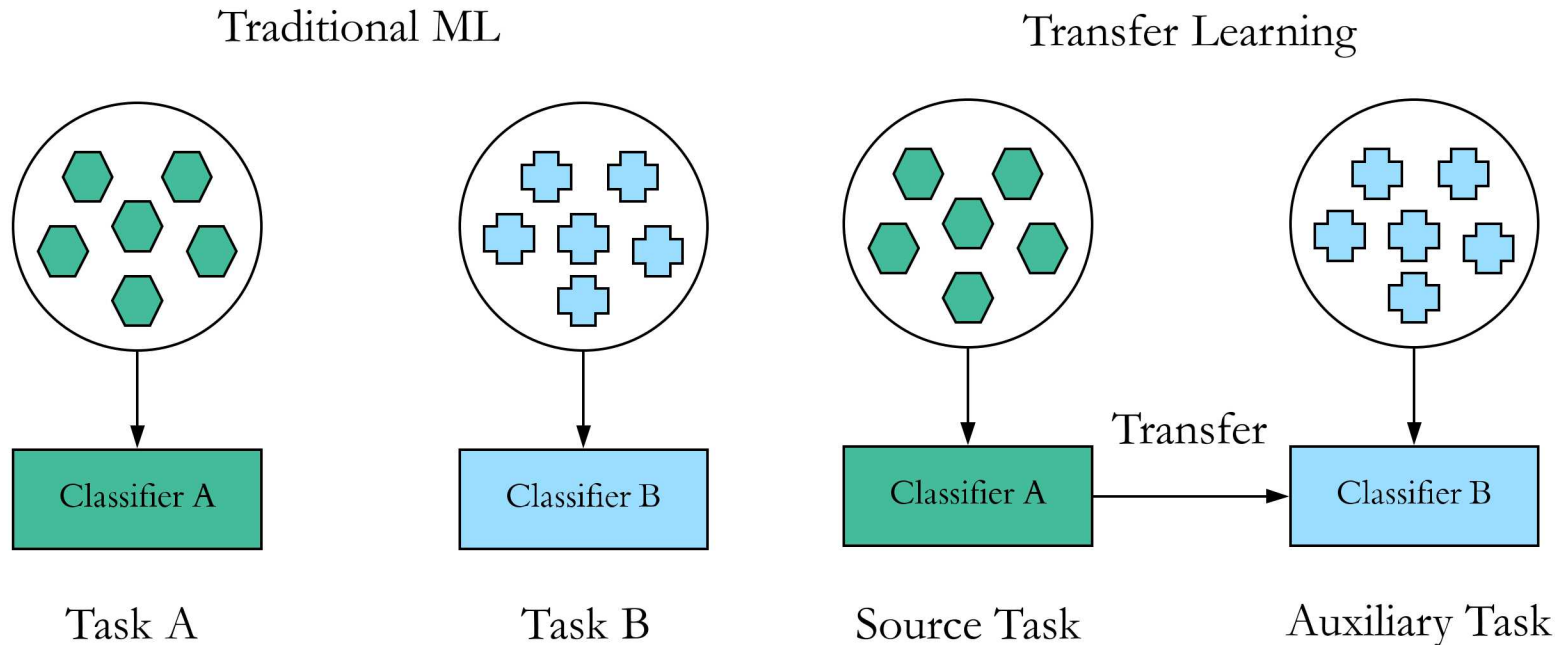 Traditional ML
Transfer Learning
Classifier A
Classifier B
Transfer
Classifier A
Classifier B
Task A
Task B
Source Task
Auxiliary Task